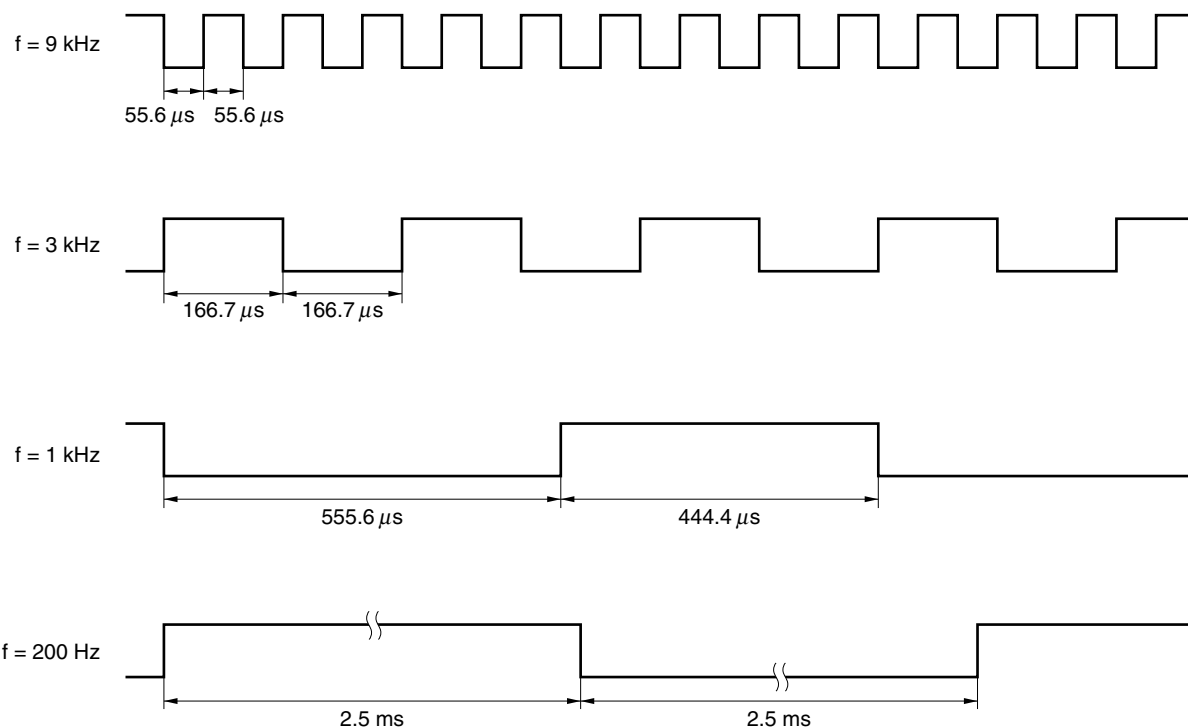 f = 9 kHz
55.6 μs 55.6 μs
f = 3 kHz
166.7 μs 166.7 μs
f = 1 kHz
555.6 μs 444.4 μs
f = 200 Hz
2.5 ms 2.5 ms